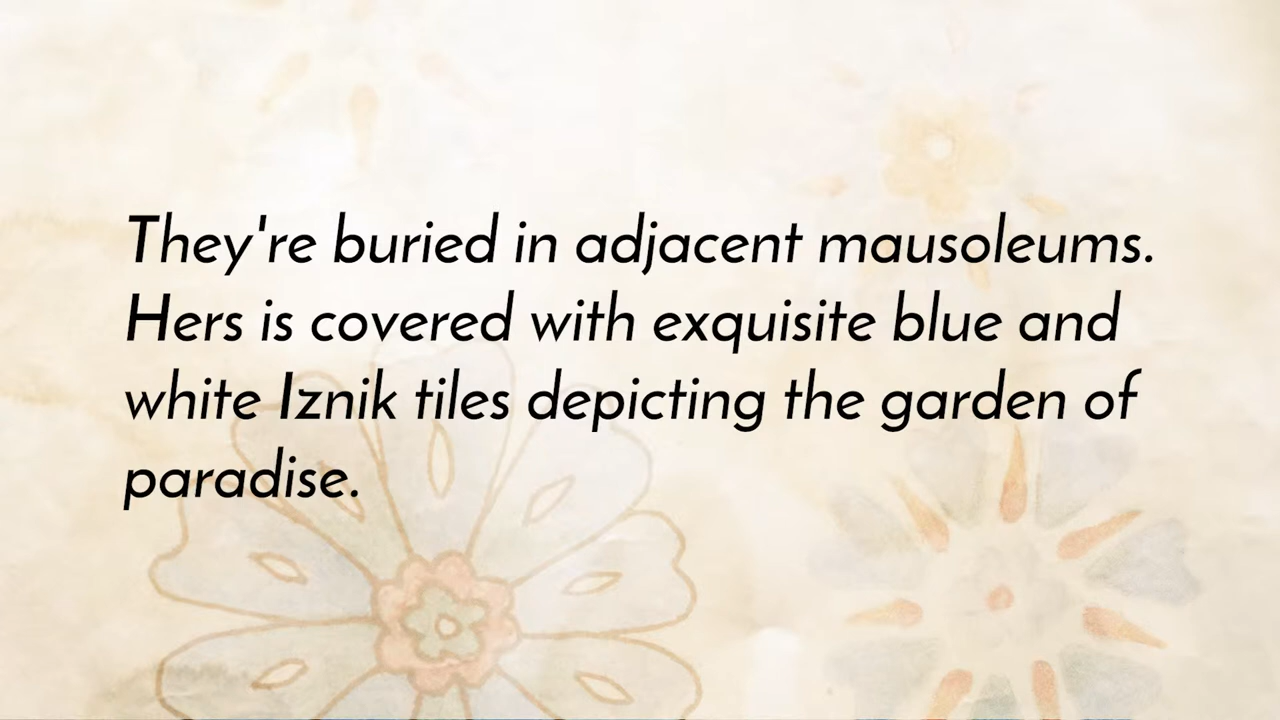 They're buried in adjacent mausoleums.
Hers is covered with exquisite blue and
white Iznik tiles depicting the garden of
paradise.